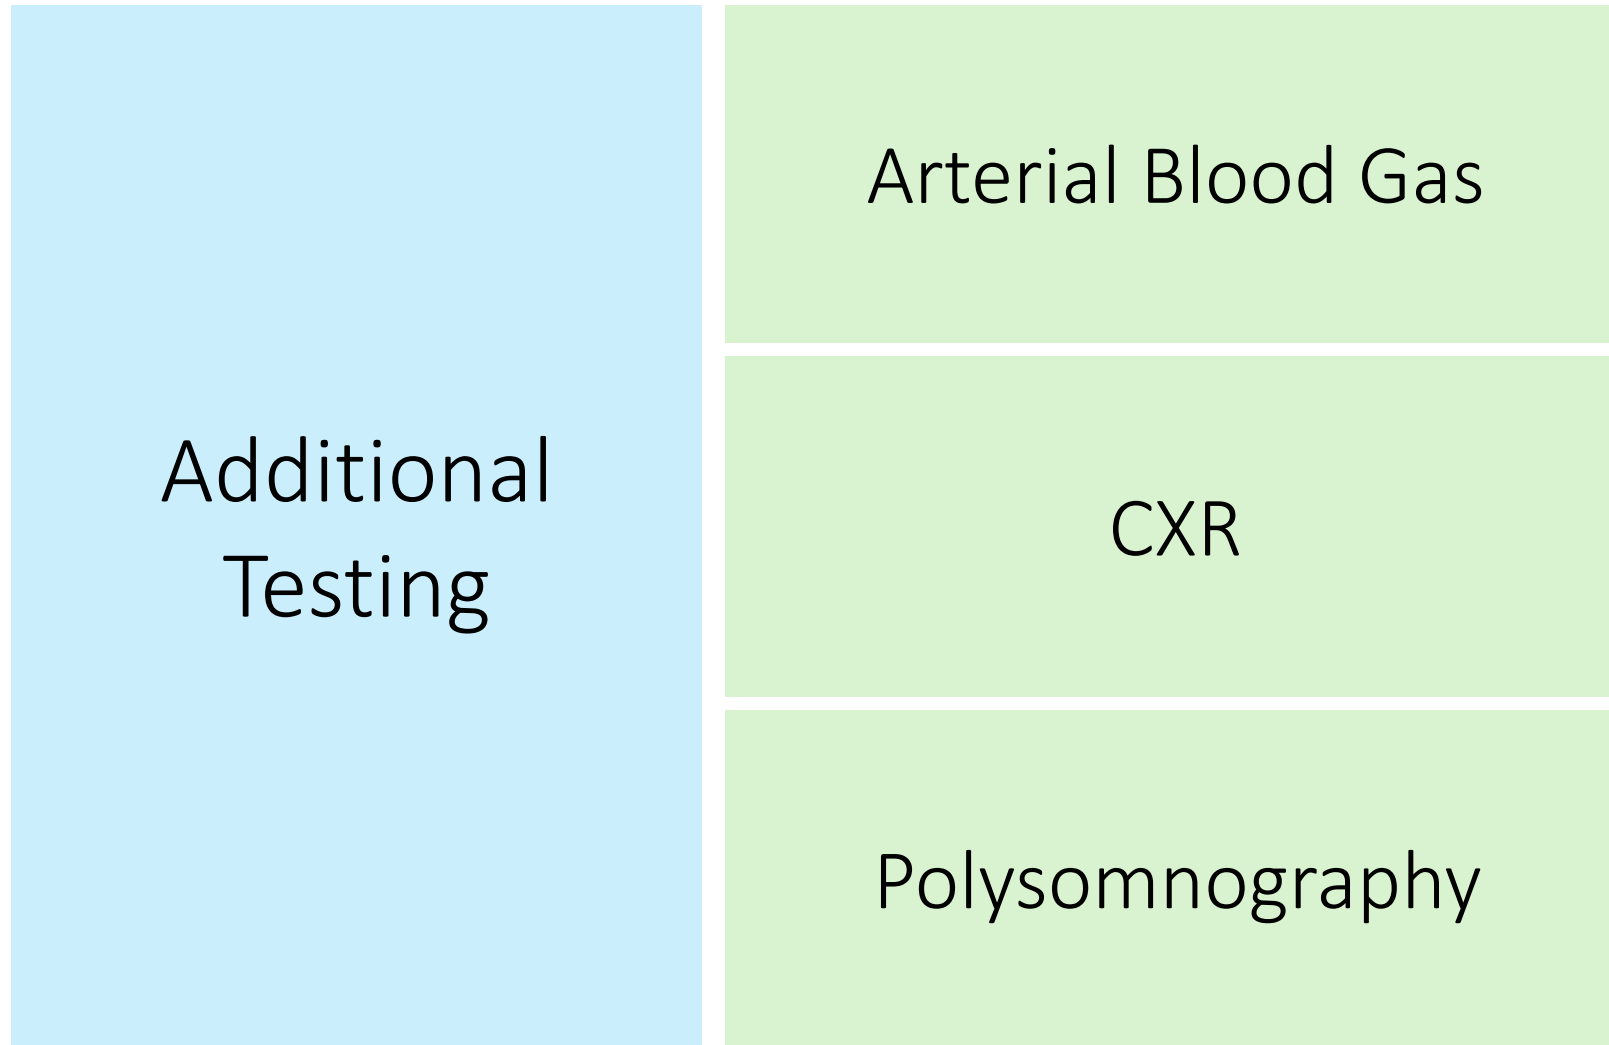 Additional
Testing
Arterial Blood Gas
CXR
Polysomnography